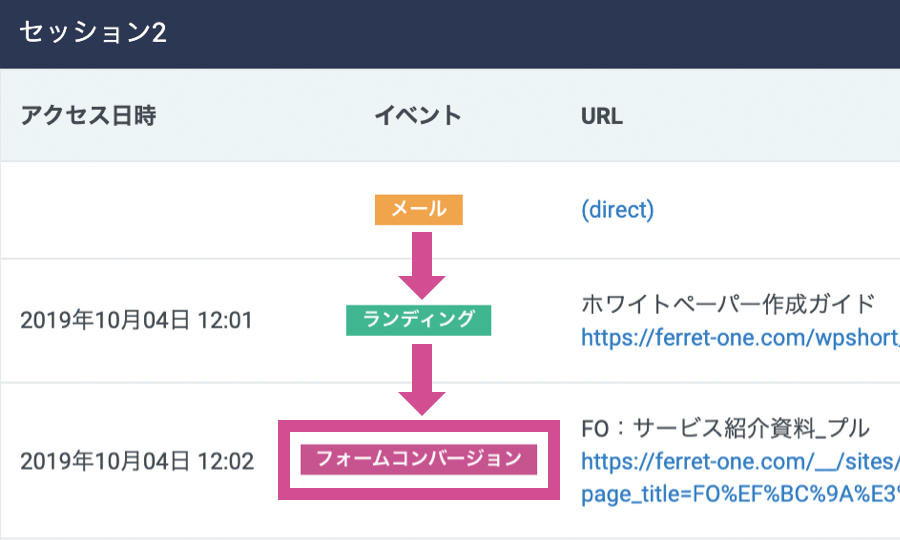 セッション2
アクセス日時 イベント URL
メール (direct)
ホワイトペーパー作成ガイド
2019年10月04日 12:01 ランディング
https://ferret-one.com/wpshort_
FO：サービス紹介資料_プル
2019年10月04日 12:02 フォームコンバージョン
https://ferret-one.com/__/sites/
page_title=FO%EF%BC%9A%E3%